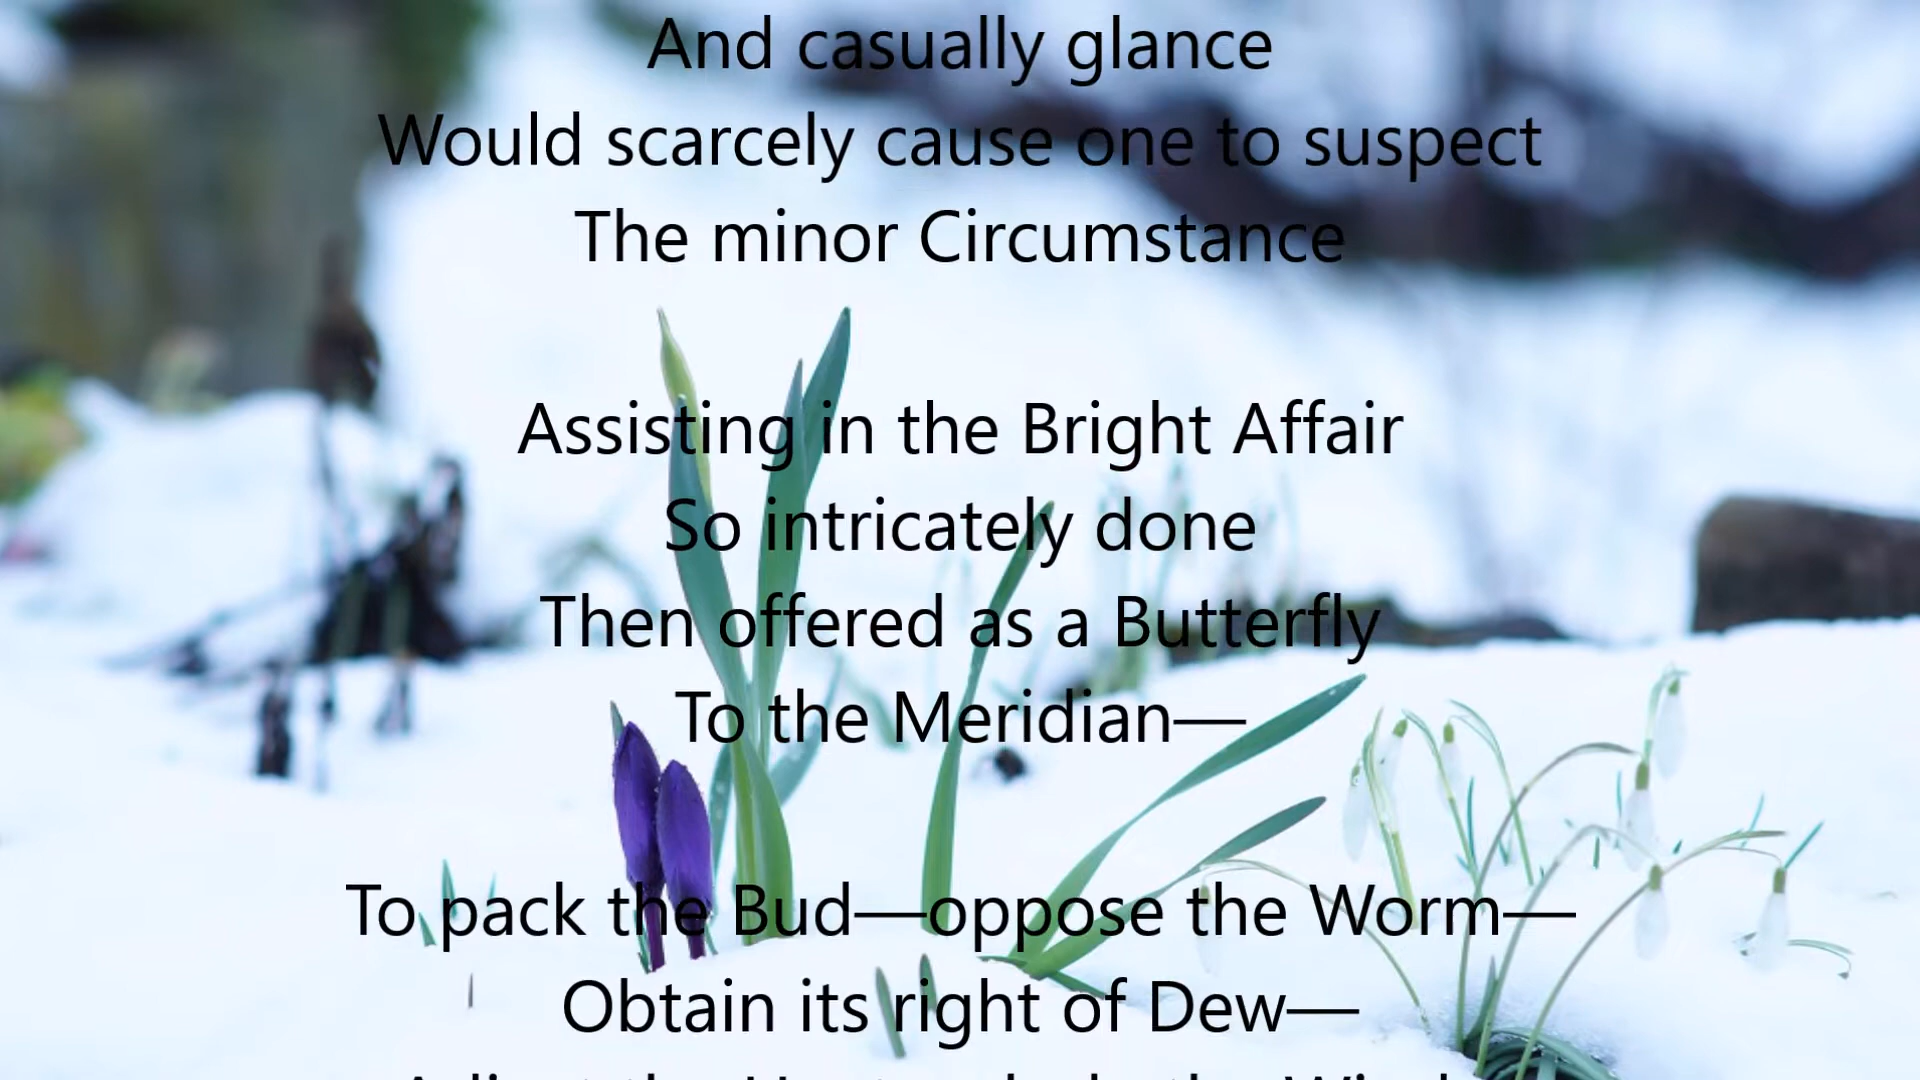 And casually glance
Would scarcely cause one to suspect
The minor Circumstance
Assisting in the Bright Affair
So intricately done
Then offered as a Butterfly
To the Meridian—
To pack the Bud—oppose the Worm—
Obtain its right of Dew—